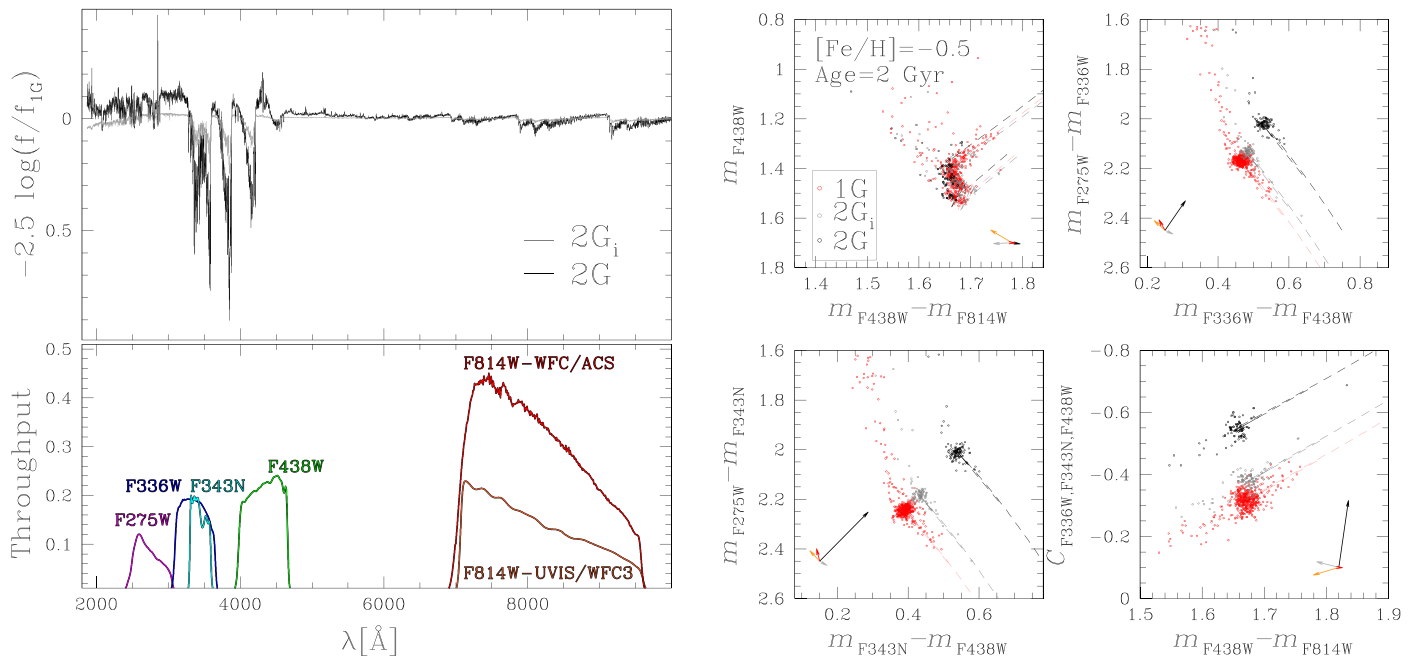 −2.5 log(f/f1G)
0
0.5
2Gi
2G
Throughput
0.5
0.4
0.3
0.2
0.1
F275W
F336W
F343N
F438W
F814W−WFC/ACS
F814W−UVIS/WFC3
2000
4000
6000
8000
λ[Å]
mF438W
0.8
1
1.2
1.4
1.6
1.8
[Fe/H]=−0.5
Age=2 Gyr
1G
2Gi
2G
1.4
1.5
1.6
1.7
1.8
mF438W−mF814W
mF275W−mF336W
1.6
1.8
2
2.2
2.4
2.6
0.2
0.4
0.6
0.8
mF336W−mF438W
mF275W−mF343N
1.6
1.8
2
2.2
2.4
2.6
0.2
0.4
0.6
mF343N−mF438W
CF336W,F343N,F438W
−0.8
−0.6
−0.4
−0.2
0
1.5
1.6
1.7
1.8
1.9
mF438W−mF814W